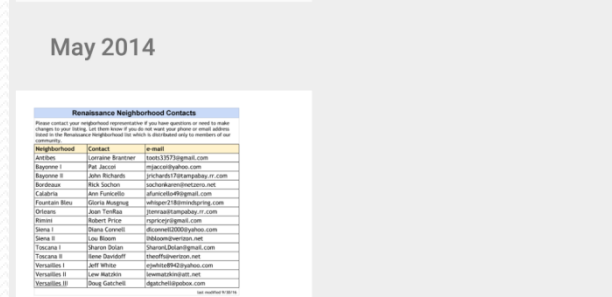 May 2014
Renaissance Neighborhood Contacts
Please contact your neighborhood representative if you have questions or need to make
changes to your listing. Let them know if you do not want your phone or email address
listed in the Renaissance Neighborhood list which is distributed only to members of our
community.
Neighborhood Contact e-mail
Antibes Lorraine Brantner toots33573@gmail.com
Bayonne I Pat Jaccoi mjaccoi@yahoo.com
Bayonne II John Richards jrichards17@tampabay.rr.com
Bordeaux Rick Sochon sochonkaren@netzero.net
Calabria Ann Funicello afunicello49@gmail.com
Fountain Bleu Gloria Musgnug whisper218@mindspring.com
Orleans Joan TenRaa jtenraa@tampabay.rr.com
Rimini Robert Price rspricejr@gmail.com
Siena I Diana Connell dlconnell2000@yahoo.com
Siena II Lou Bloom lhbloom@verizon.net
Toscana I Sharon Dolan SharonLDolan@gmail.com
Toscana II Ilene Davidoff theoffs@verizon.net
Versailles I Jeff White ejwhite8942@yahoo.com
Versailles II Lew Matzkin lewmatzkin@att.net
Versailles III Doug Gatchell dgatchell@pobox.com
last modified